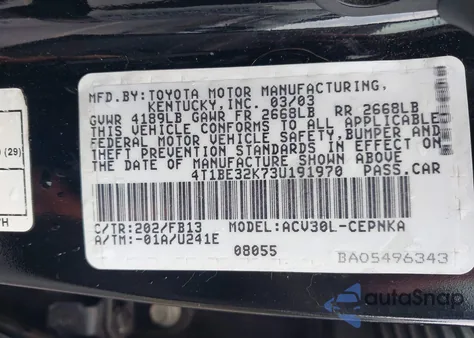 MFD.BY:TOYOTA MOTOR MANUFACTURING,
KENTUCKY,INC. 03/03
GVWR 4189LB GAWR FR 2668LB RR 2668LB
THIS VEHICLE CONFORMS TO ALL APPLICABLE
FEDERAL MOTOR VEHICLE SAFETY, BUMPER AND
THEFT PREVENTION STANDARDS IN EFFECT ON
THE DATE OF MANUFACTURE SHOWN ABOVE.
4T1BE32K73U191970 PASS.CAR
C/TR:202/FB13 MODEL:ACV30L-CEPNKA
A/TM:-01A/U241E
08055
BA05496343
(29)
H
autoSnap